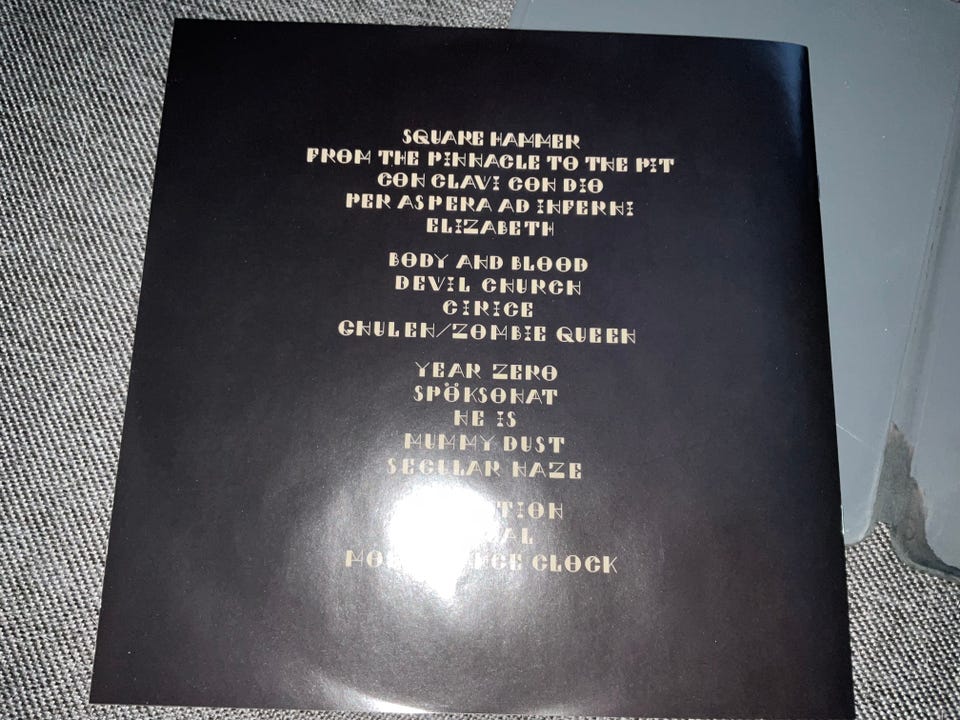 SQUARE HAMMER
FROM THE PINNACLE TO THE PIT
CON CLAVI CON DIO
PER ASPERA AD INFERNI
ELIZABETH
BODY AND BLOOD
DEVIL CHURCH
CIRICE
GHULEH/ZOMBIE QUEEN
YEAR ZERO
SPÖKSONAT
HE IS
MUMMY DUST
SECULAR HAZE
CLOCK